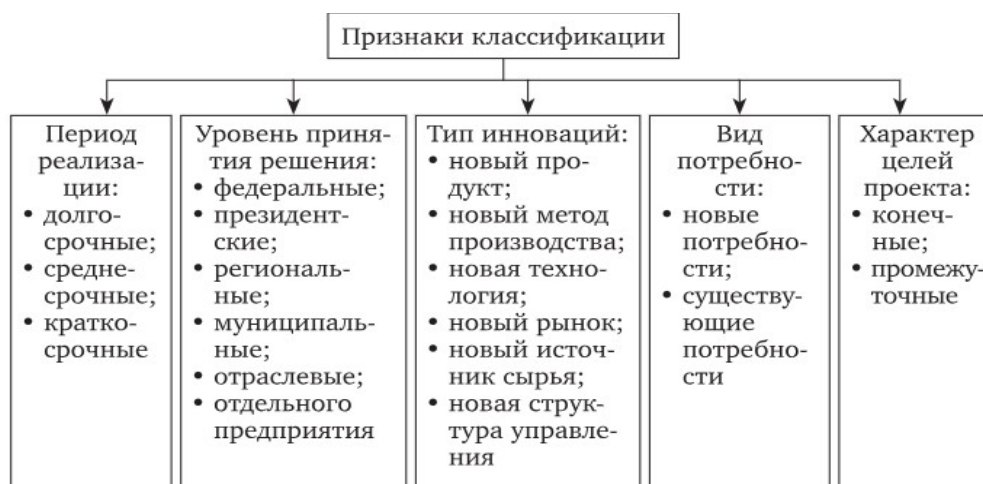 Признаки классификации
Период
реализа-
ции:
• долго-
срочные;
• средне-
срочные;
• кратко-
срочные
Уровень приня-
тия решения:
• федеральные;
• президент-
ские;
• региональ-
ные;
• муниципаль-
ные;
• отраслевые;
• отдельного
предприятия
Тип инноваций:
• новый про-
дукт;
• новый метод
производства;
• новая техно-
логия;
• новый рынок;
• новый источ-
ник сырья;
• новая струк-
тура управле-
ния
Вид
потребно-
сти:
• новые
потребно-
сти;
• существу-
ющие
потребно-
сти
Характер
целей
проекта:
• конеч-
ные;
• промежу-
точные